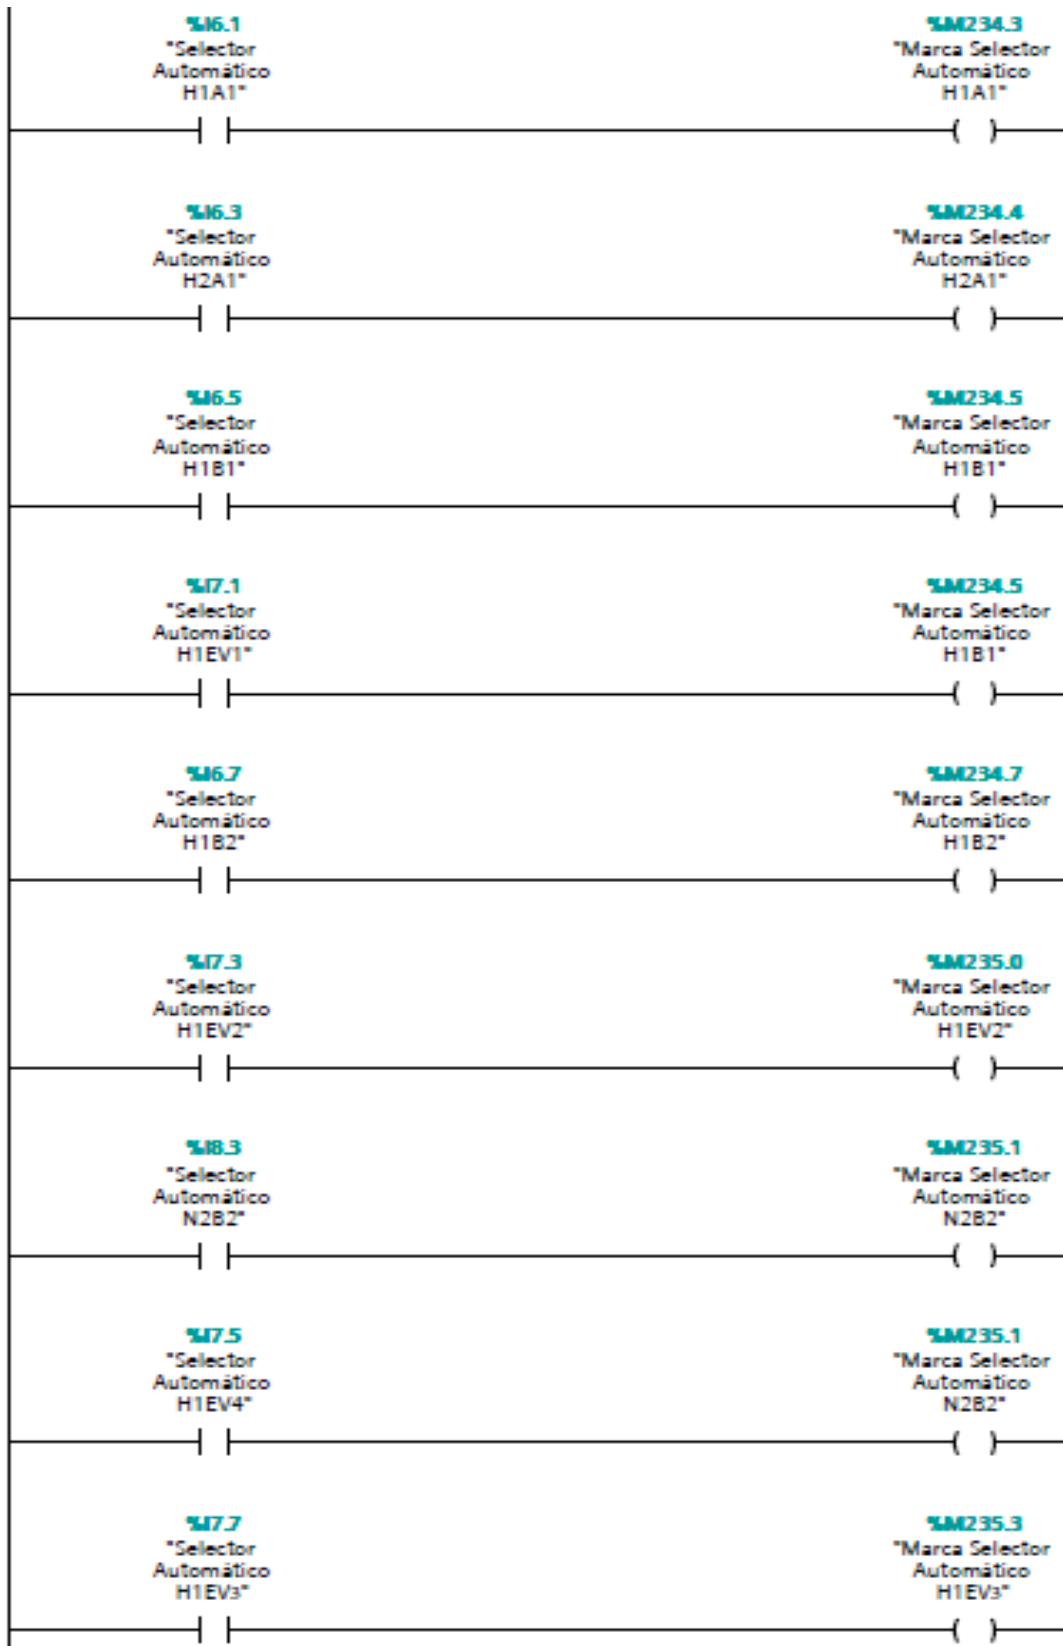 %I6.1
"Selector
Automático
H1A1"
%M234.3
"Marca Selector
Automático
H1A1"
%I6.3
"Selector
Automático
H2A1"
%M234.4
"Marca Selector
Automático
H2A1"
%I6.5
"Selector
Automático
H1B1"
%M234.5
"Marca Selector
Automático
H1B1"
%I7.1
"Selector
Automático
H1EV1"
%M234.5
"Marca Selector
Automático
H1B1"
%I6.7
"Selector
Automático
H1B2"
%M234.7
"Marca Selector
Automático
H1B2"
%I7.3
"Selector
Automático
H1EV2"
%M235.0
"Marca Selector
Automático
H1EV2"
%I8.3
"Selector
Automático
N2B2"
%M235.1
"Marca Selector
Automático
N2B2"
%I7.5
"Selector
Automático
H1EV4"
%M235.1
"Marca Selector
Automático
N2B2"
%I7.7
"Selector
Automático
H1EV3"
%M235.3
"Marca Selector
Automático
H1EV3"